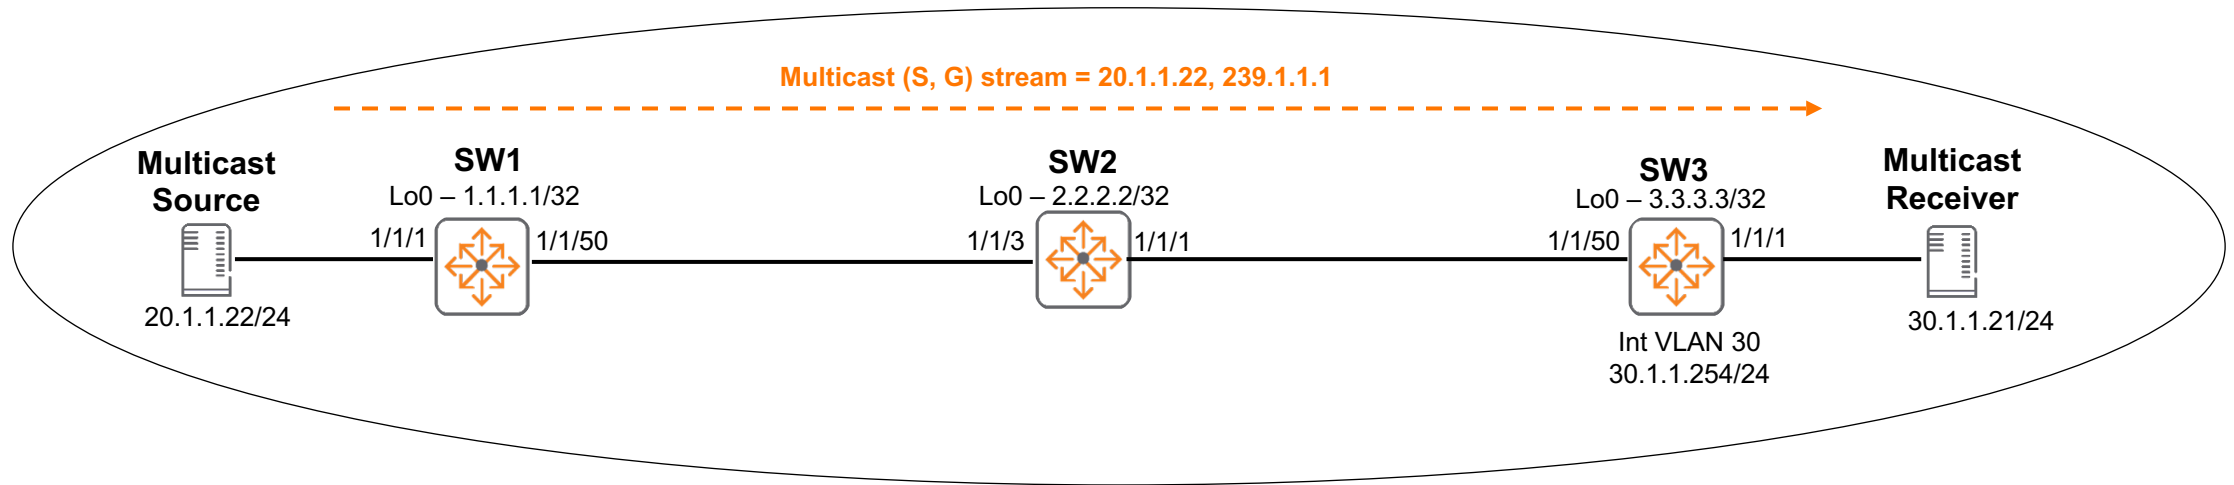 Multicast (S, G) stream = 20.1.1.22, 239.1.1.1
Multicast
Source
20.1.1.22/24
SW1
Lo0 – 1.1.1.1/32
1/1/1
1/1/50
SW2
Lo0 – 2.2.2.2/32
1/1/3
1/1/1
SW3
Lo0 – 3.3.3.3/32
1/1/50
1/1/1
Int VLAN 30
30.1.1.254/24
Multicast
Receiver
30.1.1.21/24